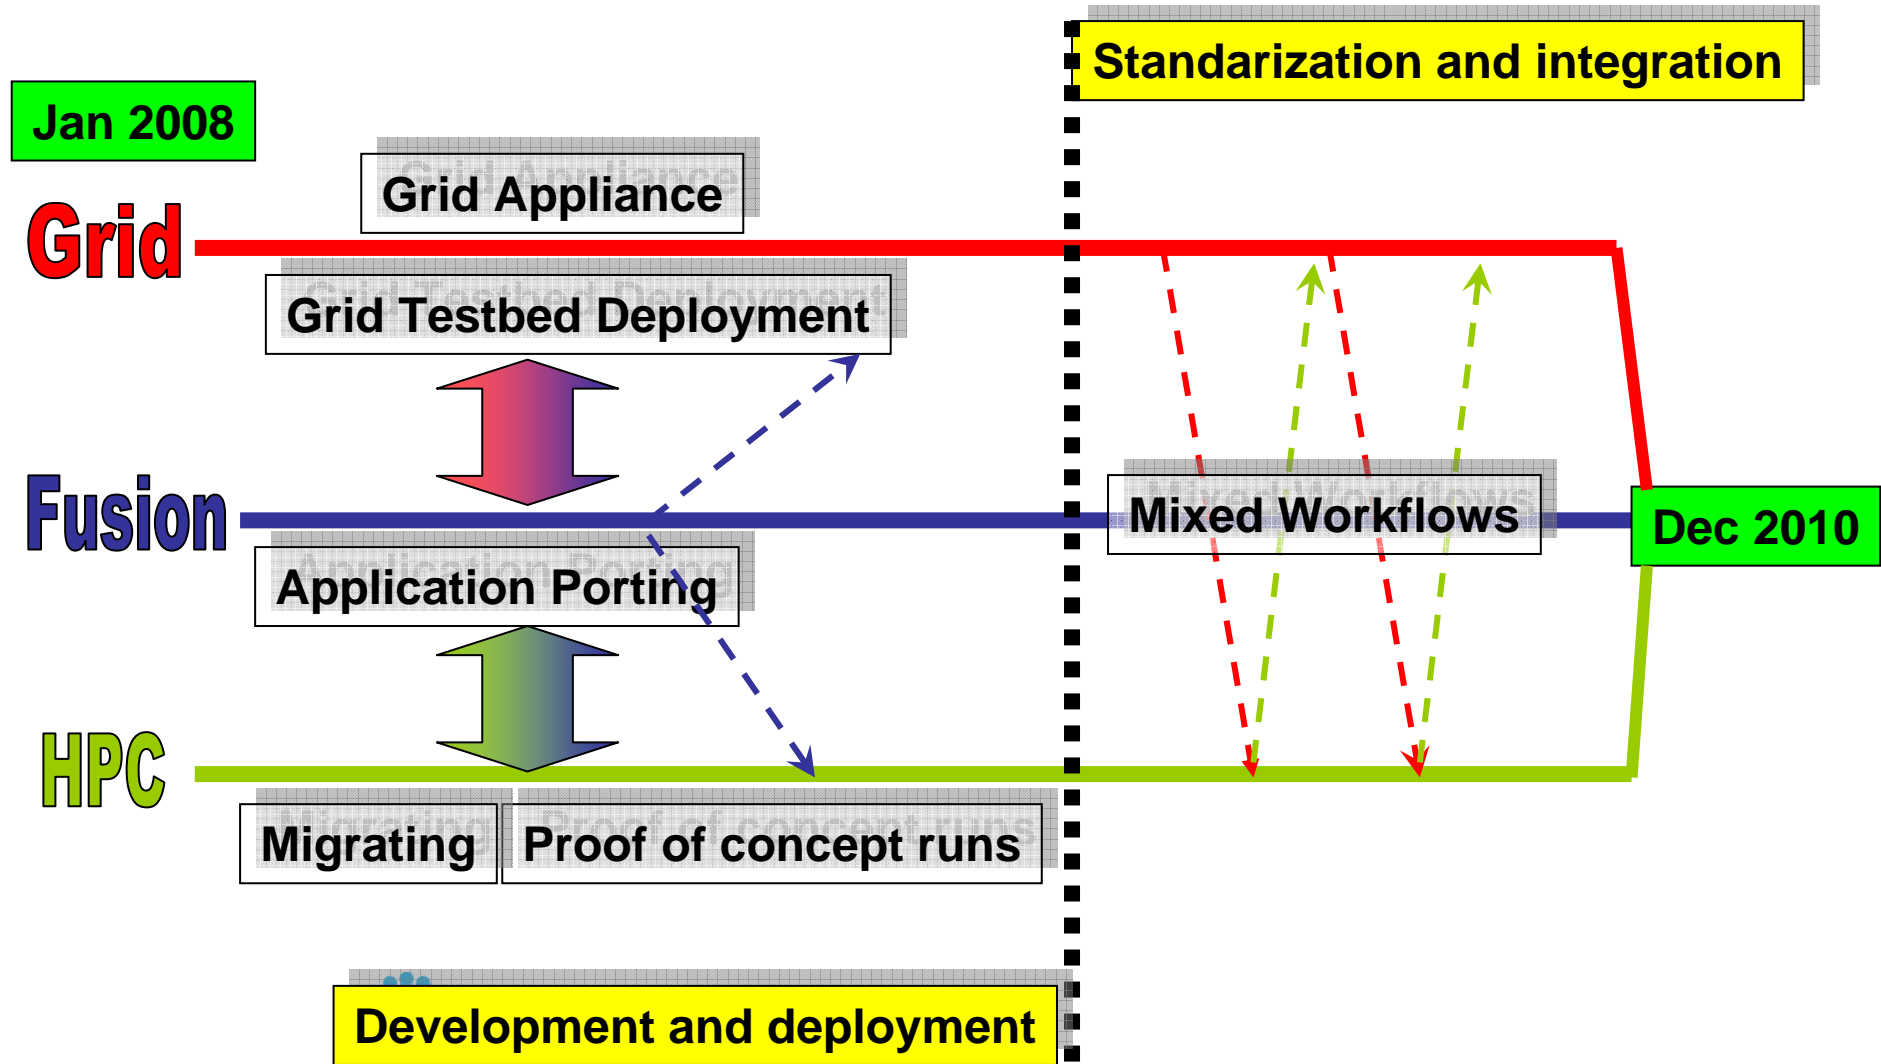 Standarization and integration
Jan 2008
Grid Appliance
Grid
Grid Testbed Deployment
Fusion
Mixed Workflows
Dec 2010
Application Porting
HPC
Migrating
Proof of concept runs
Development and deployment